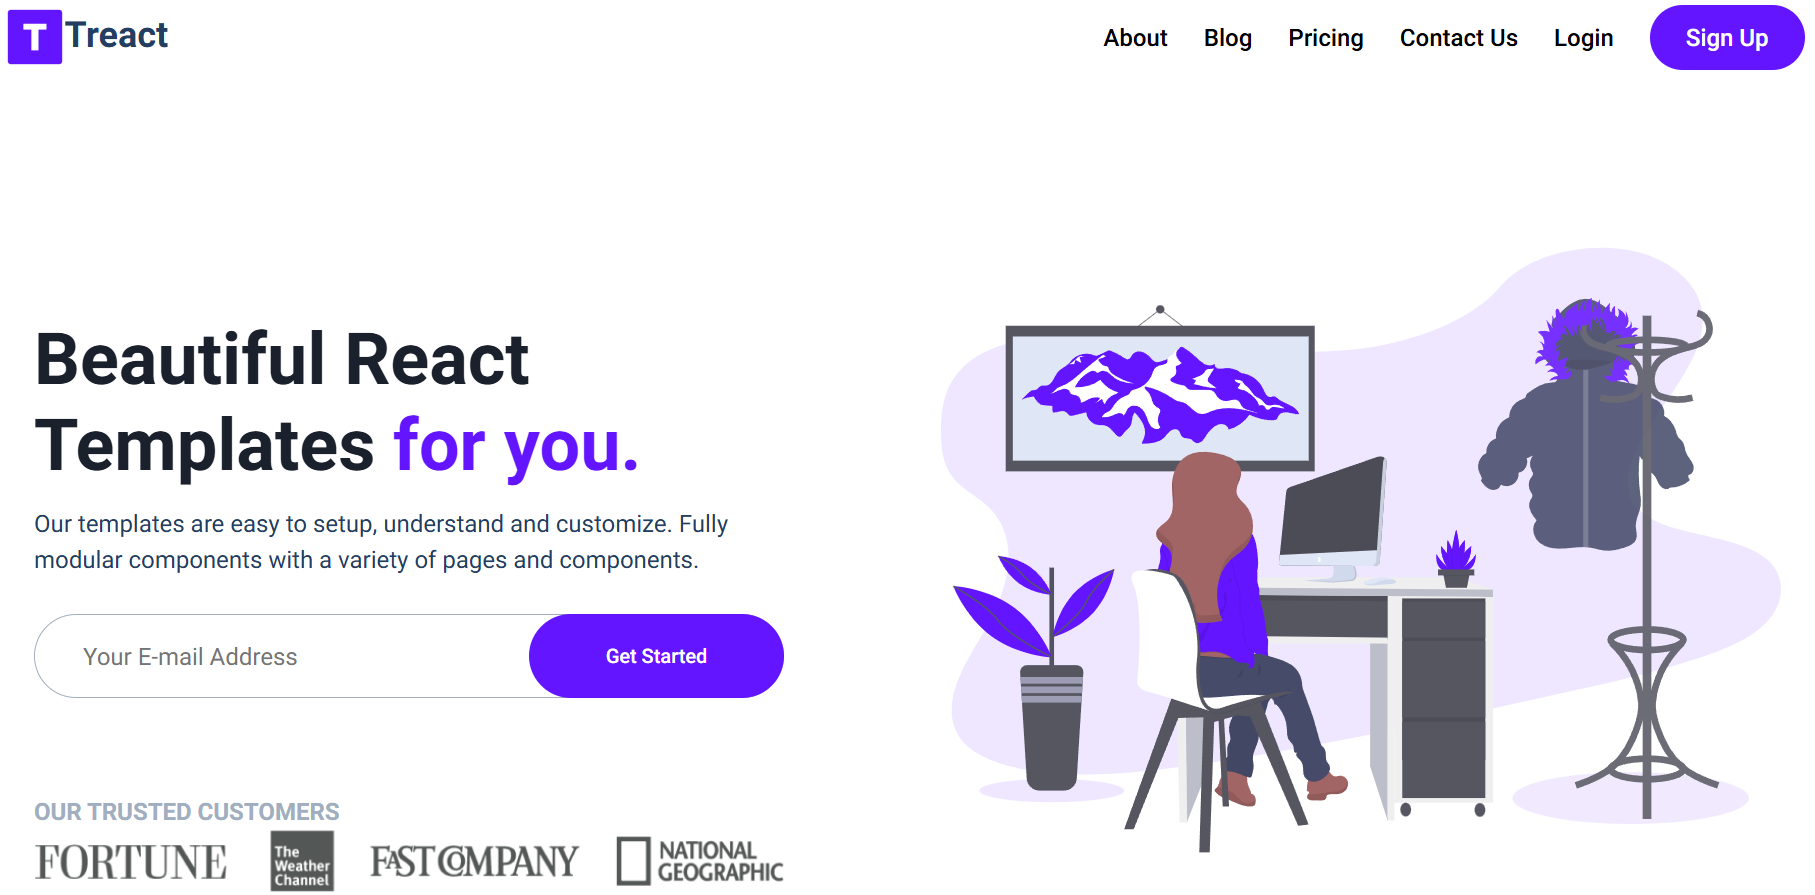 T Treact
About Blog Pricing Contact Us Login Sign Up
Beautiful React
Templates for you.
Our templates are easy to setup, understand and customize. Fully
modular components with a variety of pages and components.
Your E-mail Address Get Started
OUR TRUSTED CUSTOMERS
FORTUNE
The
Weather
Channel
FAST COMPANY
NATIONAL
GEOGRAPHIC